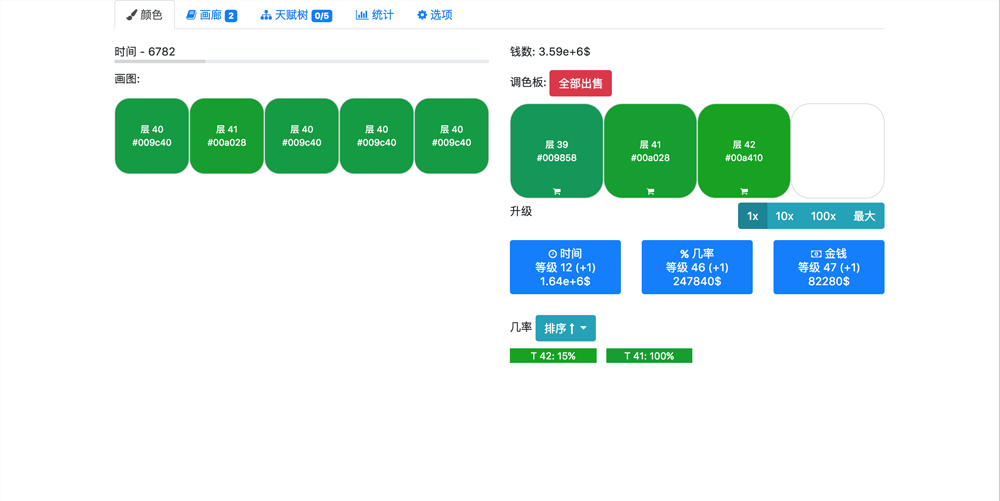 颜色 画廊 2 天赋树 0/5 统计 选项
时间 - 6782
画图:
层 40 层 41 层 40 层 40 层 40
#009c40 #00a028 #009c40 #009c40 #009c40
钱数: 3.59e+6$
调色板: 全部出售
层 39 层 41 层 42
#009858 #00a028 #00a410
升级 1x 10x 100x 最大
时间 几率 金钱
等级 12 (+1) 等级 46 (+1) 等级 47 (+1)
1.64e+6$ 247840$ 82280$
几率 排序
T 42: 15% T 41: 100%